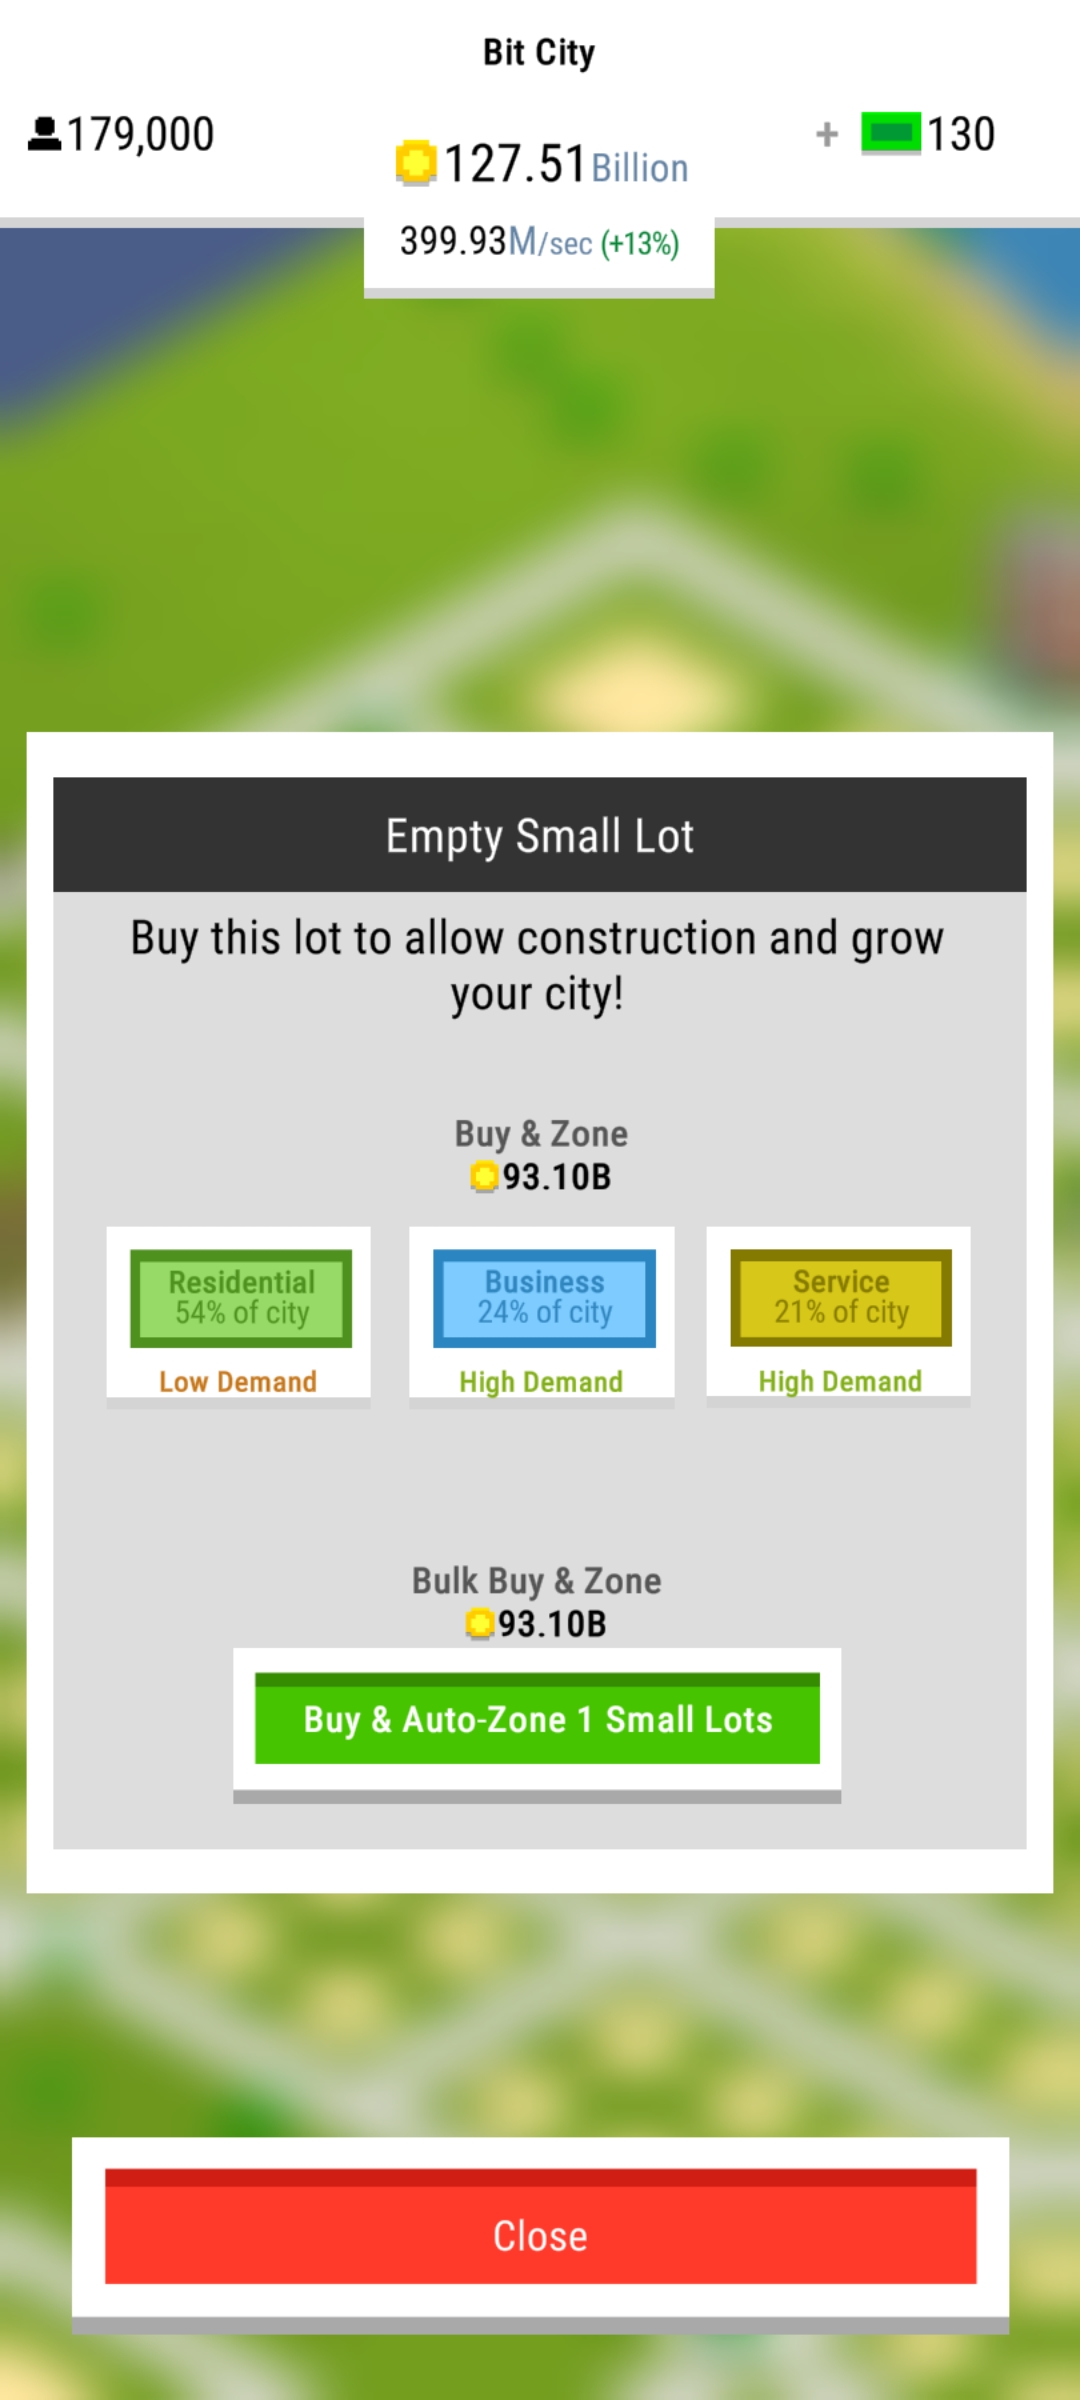 Bit City
179,000
127.51 Billion
+ 130
399.93M/sec (+13%)
Empty Small Lot
Buy this lot to allow construction and grow
your city!
Buy & Zone
93.10B
Residential
54% of city
Low Demand
Business
24% of city
High Demand
Service
21% of city
High Demand
Bulk Buy & Zone
93.10B
Buy & Auto-Zone 1 Small Lots
Close